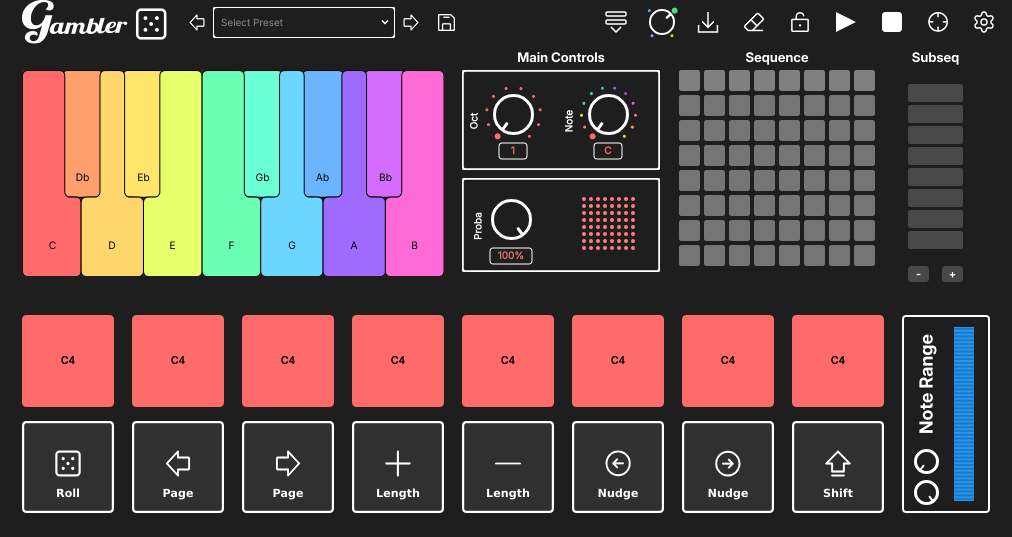 Gambler
Select Preset
Main Controls
Sequence
Subseq
Db
Eb
Gb
Ab
Bb
C
D
E
F
G
A
B
Oct
1
Note
C
Proba
100%
-
+
C4
C4
C4
C4
C4
C4
C4
C4
Note Range
Roll
Page
Page
Length
Length
Nudge
Nudge
Shift